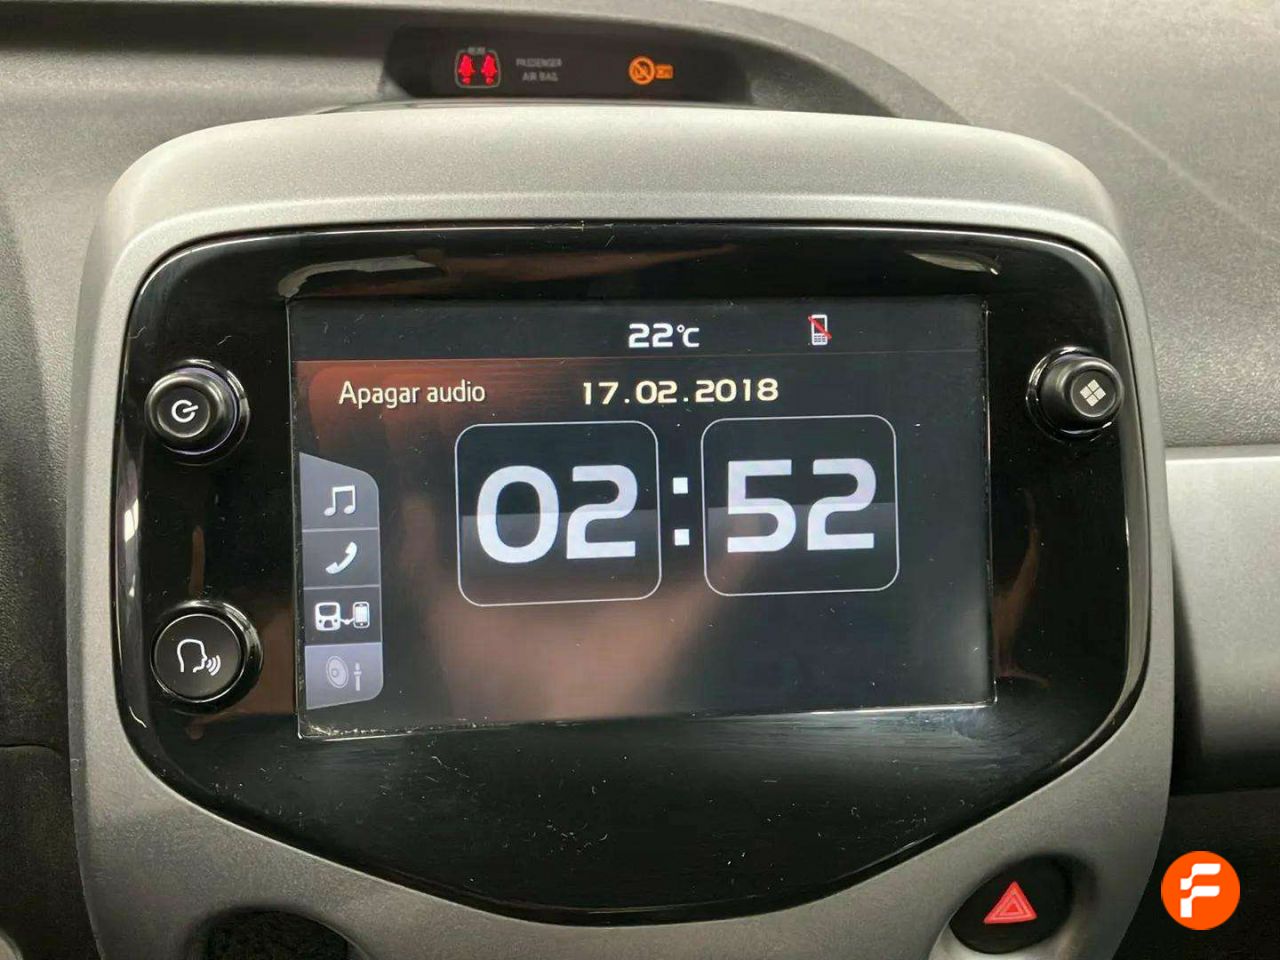 PASSENGER
AIR BAG
22°C
Apagar audio
17.02.2018
02:52